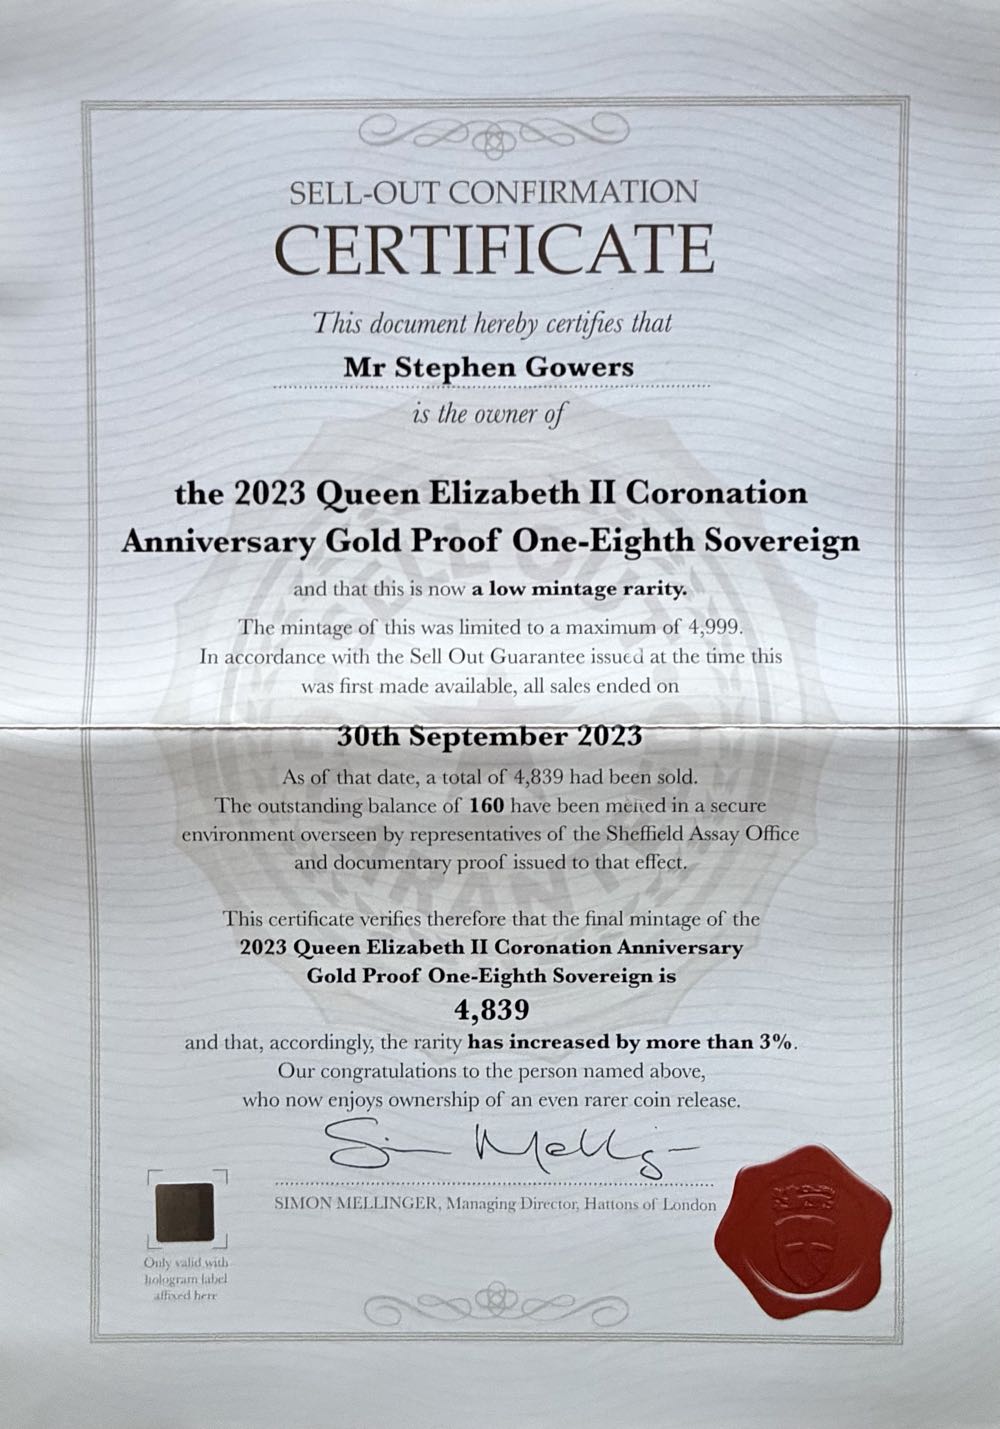 SELL-OUT CONFIRMATION
CERTIFICATE
This document hereby certifies that
Mr Stephen Gowers
is the owner of
the 2023 Queen Elizabeth II Coronation
Anniversary Gold Proof One-Eighth Sovereign
and that this is now a low mintage rarity.
The mintage of this was limited to a maximum of 4,999.
In accordance with the Sell Out Guarantee issued at the time this
was first made available, all sales ended on
30th September 2023
As of that date, a total of 4,839 had been sold.
The outstanding balance of 160 have been melted in a secure
environment overseen by representatives of the Sheffield Assay Office
and documentary proof issued to that effect.
This certificate verifies therefore that the final mintage of the
2023 Queen Elizabeth II Coronation Anniversary
Gold Proof One-Eighth Sovereign is
4,839
and that, accordingly, the rarity has increased by more than 3%.
Our congratulations to the person named above,
who now enjoys ownership of an even rarer coin release.
SIMON MELLINGER, Managing Director, Hattons of London
Only valid with
hologram label
affixed here